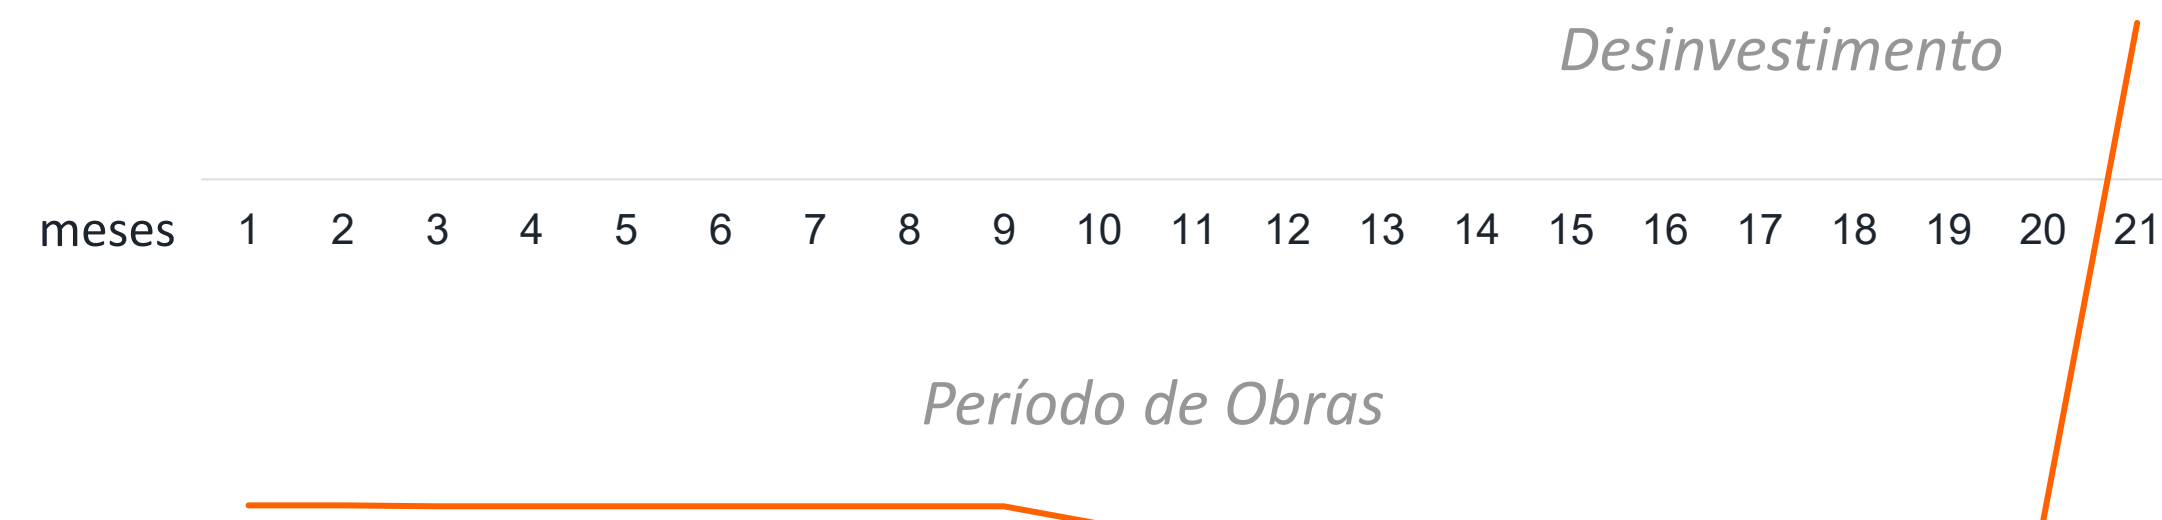 Desinvestimento
meses 1 2 3 4 5 6 7 8 9 10 11 12 13 14 15 16 17 18 19 20 21
Período de Obras